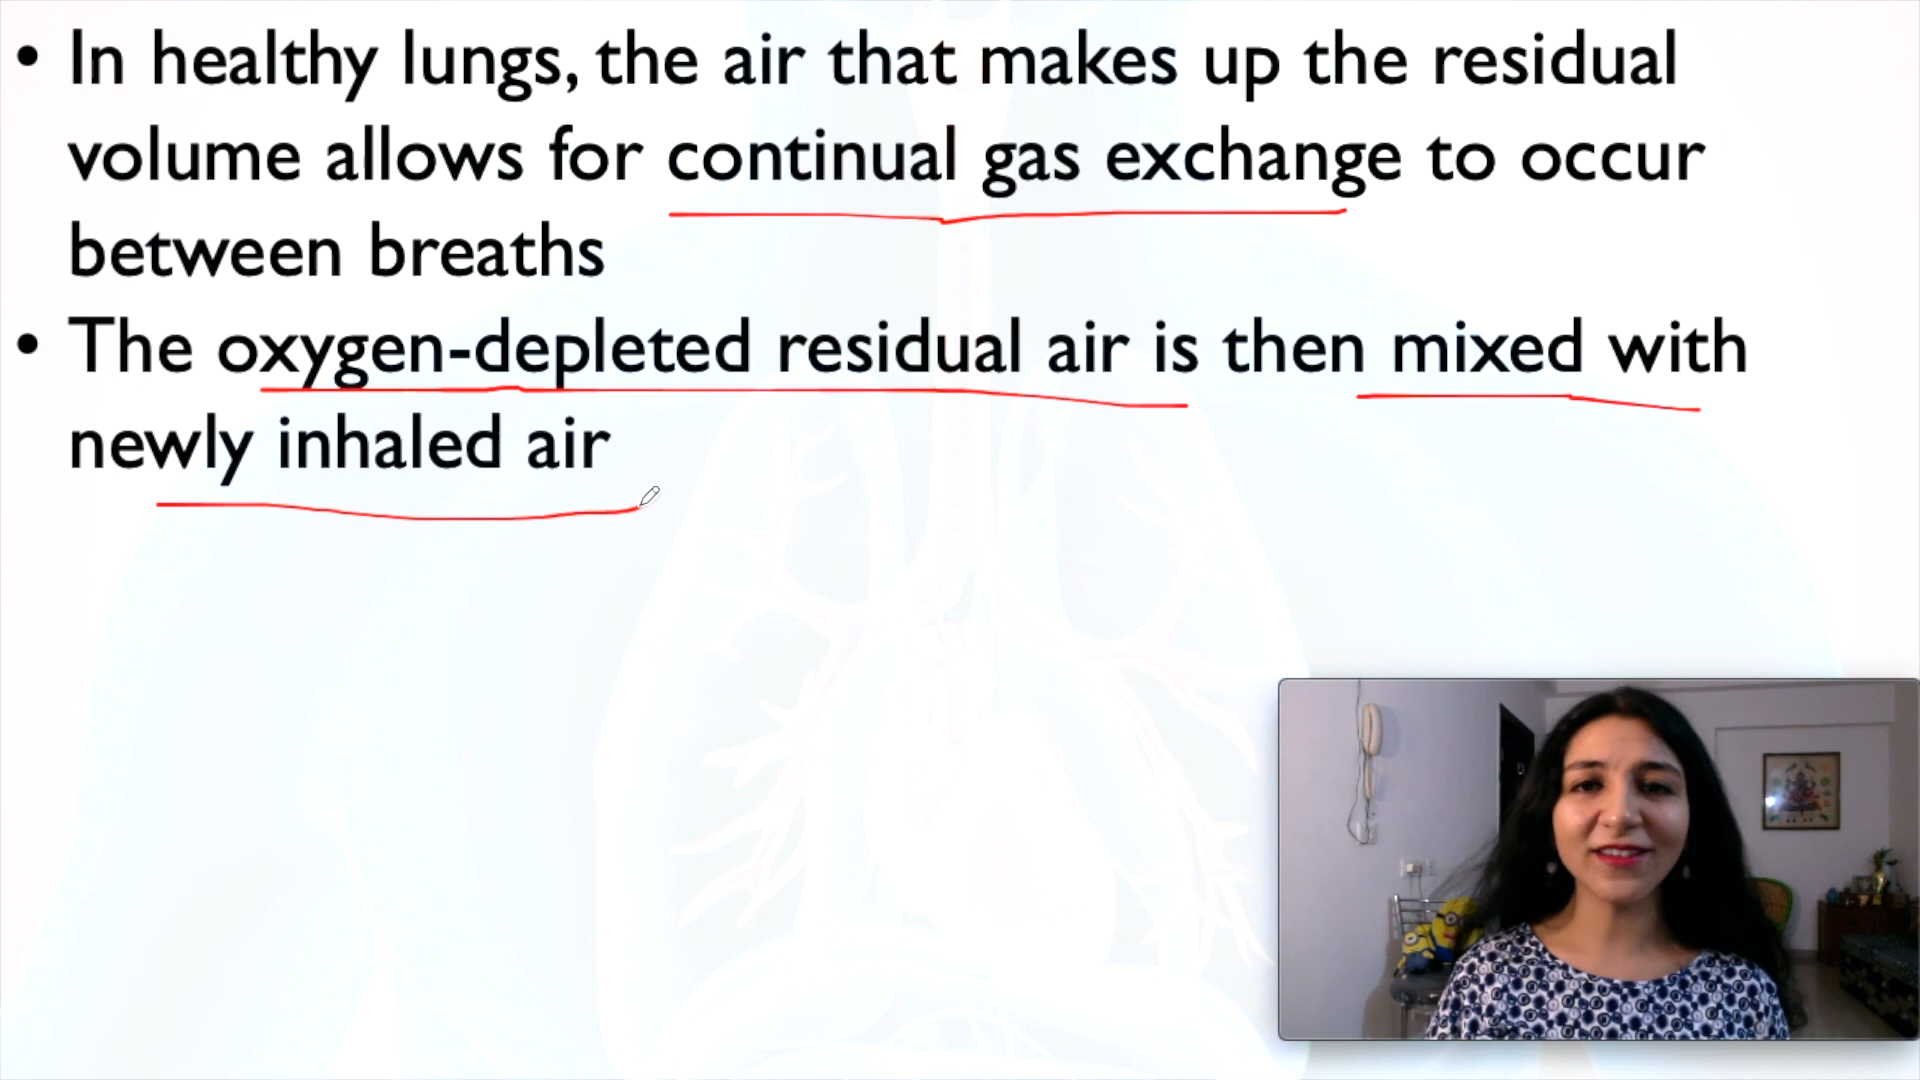 • In healthy lungs, the air that makes up the residual
volume allows for continual gas exchange to occur
between breaths
• The oxygen-depleted residual air is then mixed with
newly inhaled air